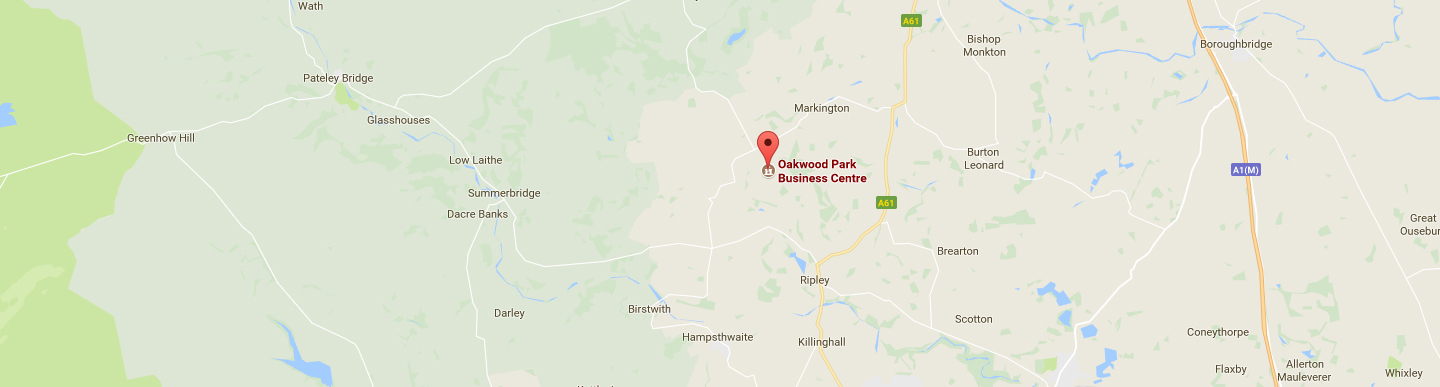 Wath
A61
Bishop
Monkton
Boroughbridge
Pateley Bridge
Markington
Glasshouses
Greenhow Hill
Low Laithe
Burton
Leonard
Oakwood Park
Business Centre
A1(M)
Summerbridge
A61
Dacre Banks
Great
Ousebur
Brearton
Ripley
Birstwith
Darley
Scotton
Hampsthwaite
Killinghall
Coneythorpe
Allerton
Mauleverer
Flaxby
Whixley